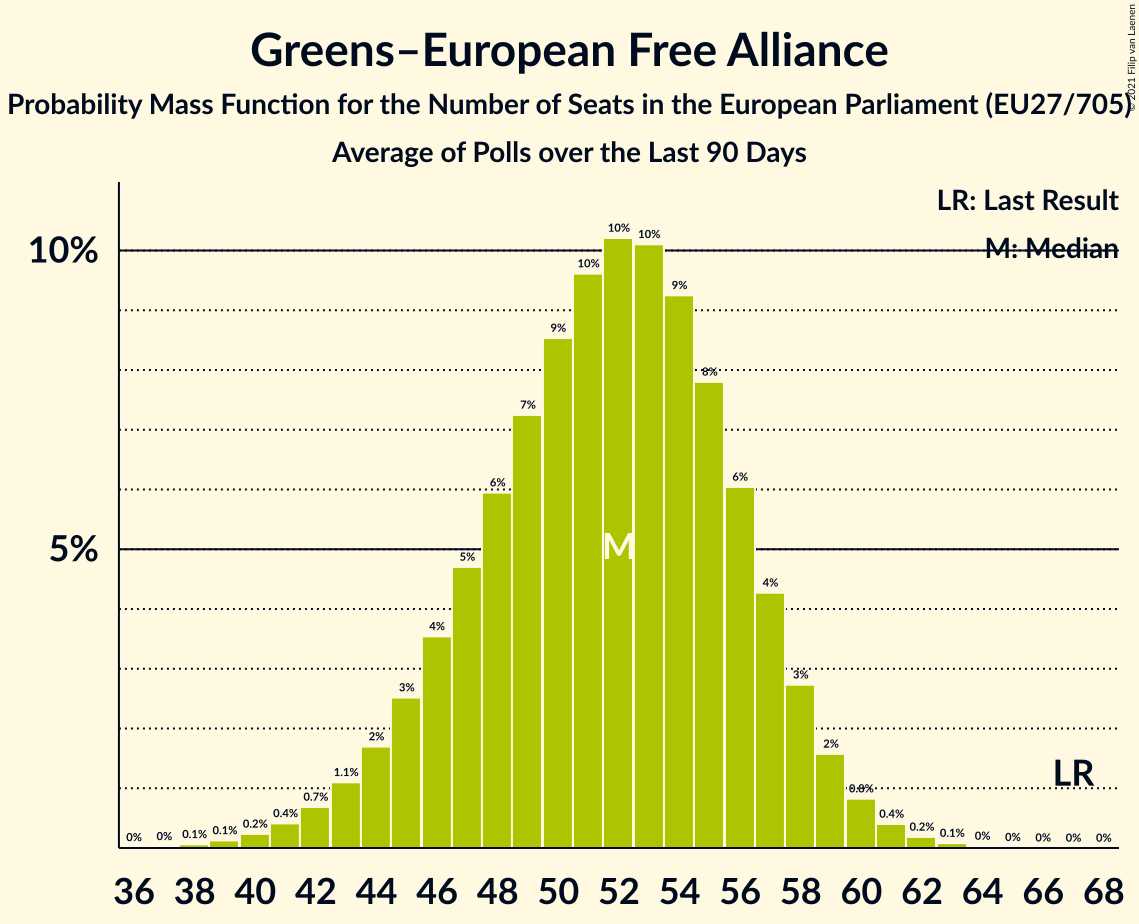 Greens–European Free Alliance
Probability Mass Function for the Number of Seats in the European Parliament (EU27/705)
Average of Polls over the Last 90 Days
© 2021 Filip van Laenen
LR: Last Result
M: Median
10%
5%
0% 0% 0.1% 0.1% 0.2% 0.4% 0.7% 1.1% 2% 3% 4% 5% 6% 7% 9% 10% 10% 10% 9% 8% 6% 4% 3% 2% 0.8% 0.4% 0.2% 0.1% 0% 0% 0% 0% 0%
M
LR
36 38 40 42 44 46 48 50 52 54 56 58 60 62 64 66 68